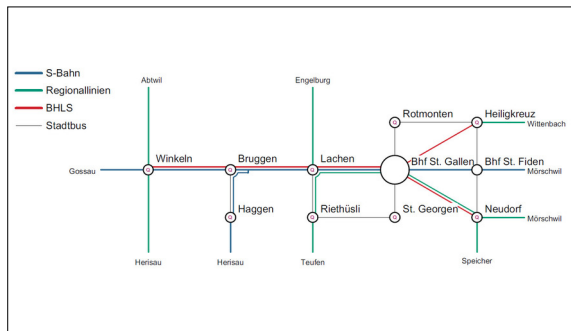 S-Bahn
Regionallinien
BHLS
Stadtbus
Abtwil
Engelburg
Rotmonten
Heiligkreuz
Wittenbach
Winkeln
Bruggen
Lachen
Bhf St. Gallen
Bhf St. Fiden
Gossau
Mörschwil
Haggen
Riethüsli
St. Georgen
Neudorf
Mörschwil
Herisau
Herisau
Teufen
Speicher